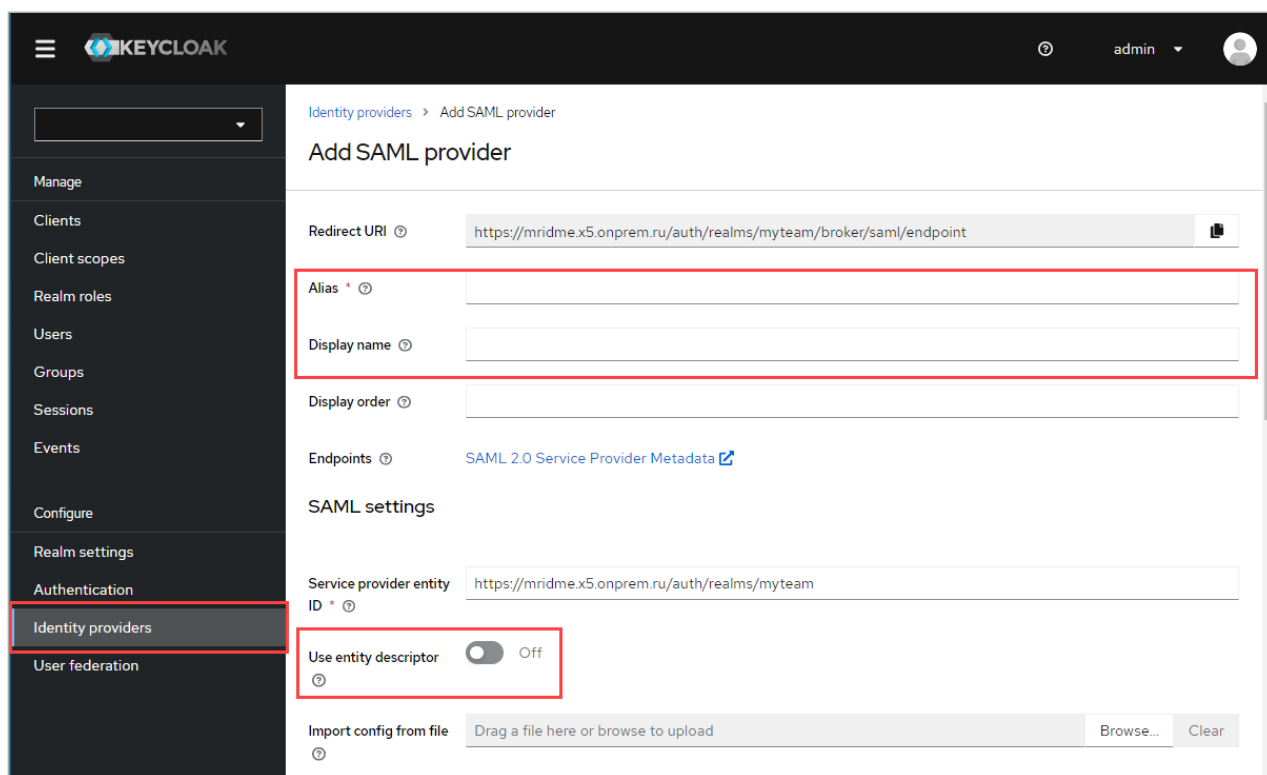 KEYCLOAK
admin
Identity providers > Add SAML provider
Add SAML provider
Manage
Clients
Client scopes
Realm roles
Users
Groups
Sessions
Events
Configure
Realm settings
Authentication
Identity providers
User federation
Redirect URI
https://mridme.x5.onprem.ru/auth/realms/myteam/broker/saml/endpoint
Alias *
Display name
Display order
Endpoints
SAML 2.0 Service Provider Metadata
SAML settings
Service provider entity
ID *
https://mridme.x5.onprem.ru/auth/realms/myteam
Use entity descriptor
Off
Import config from file
Drag a file here or browse to upload
Browse...
Clear